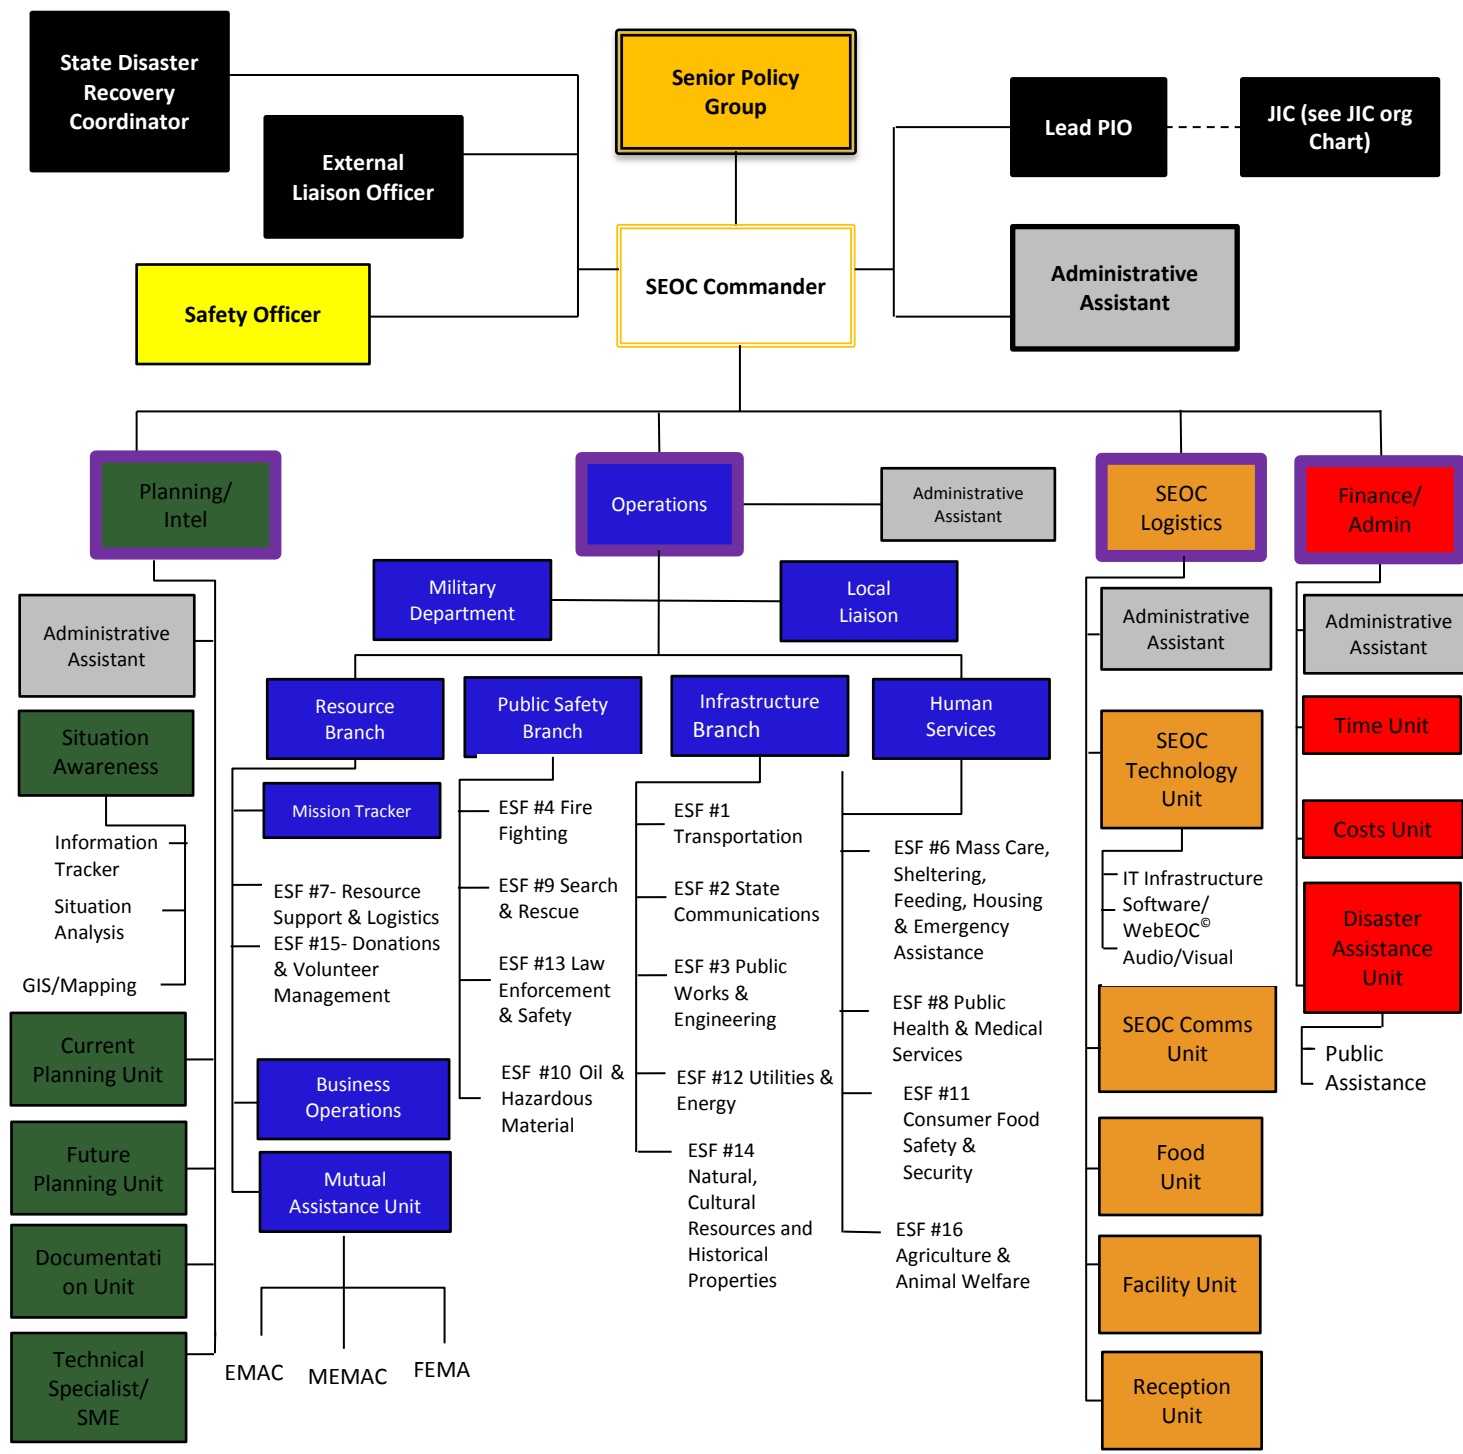 State Disaster
Recovery
Coordinator
Senior Policy
Group
Lead PIO
JIC (see JIC org
Chart)
External
Liaison Officer
SEOC Commander
Administrative
Assistant
Safety Officer
Planning/
Intel
Operations
Administrative
Assistant
SEOC
Logistics
Finance/
Admin
Military
Department
Local
Liaison
Administrative
Assistant
Situation
Awareness
Information
Tracker
Situation
Analysis
GIS/Mapping
Current
Planning Unit
Future
Planning Unit
Documentati
on Unit
Technical
Specialist/
SME
Resource
Branch
Mission Tracker
ESF #7- Resource
Support & Logistics
ESF #15- Donations
& Volunteer
Management
Business
Operations
Mutual
Assistance Unit
EMAC
MEMAC
FEMA
Public Safety
Branch
ESF #4 Fire
Fighting
ESF #9 Search
& Rescue
ESF #13 Law
Enforcement
& Safety
ESF #10 Oil &
Hazardous
Material
Infrastructure
Branch
ESF #1
Transportation
ESF #2 State
Communications
ESF #3 Public
Works &
Engineering
ESF #12 Utilities &
Energy
ESF #14
Natural,
Cultural
Resources and
Historical
Properties
Human
Services
ESF #6 Mass Care,
Sheltering,
Feeding, Housing
& Emergency
Assistance
ESF #8 Public
Health & Medical
Services
ESF #11
Consumer Food
Safety &
Security
ESF #16
Agriculture &
Animal Welfare
Administrative
Assistant
SEOC
Technology
Unit
IT Infrastructure
Software/
WebEOC©
Audio/Visual
SEOC Comms
Unit
Food
Unit
Facility Unit
Reception
Unit
Administrative
Assistant
Time Unit
Costs Unit
Disaster
Assistance
Unit
Public
Assistance